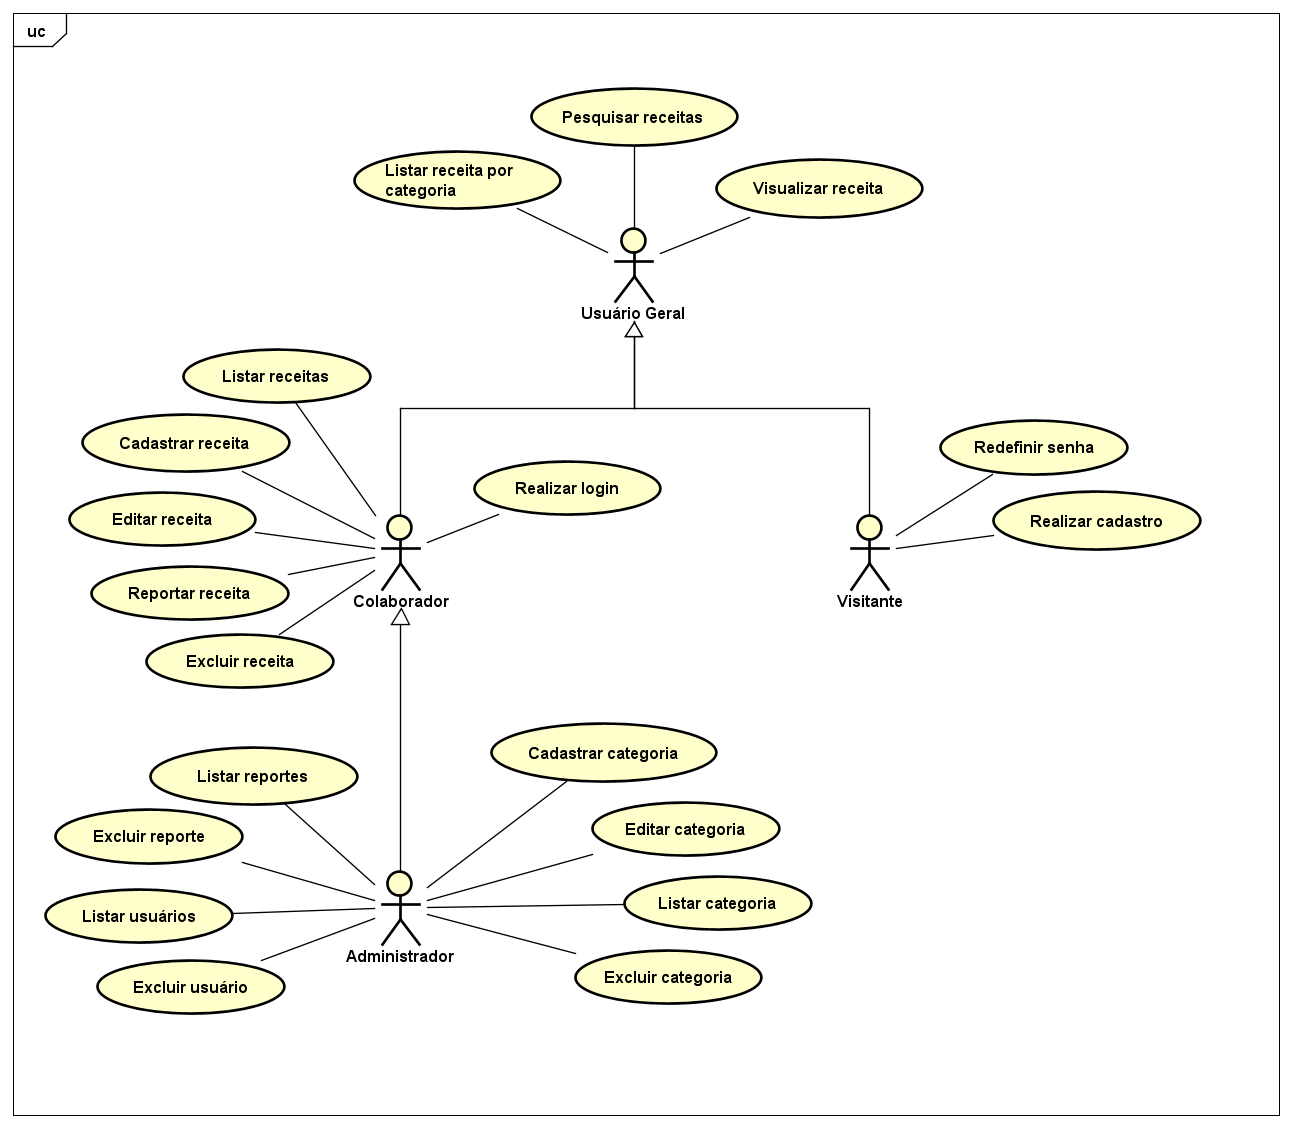 uc
Pesquisar receitas
Listar receita por
categoria
Visualizar receita
Usuário Geral
Listar receitas
Cadastrar receita
Redefinir senha
Realizar login
Editar receita
Realizar cadastro
Reportar receita
Colaborador
Visitante
Excluir receita
Cadastrar categoria
Listar reportes
Editar categoria
Excluir reporte
Listar categoria
Listar usuários
Administrador
Excluir categoria
Excluir usuário